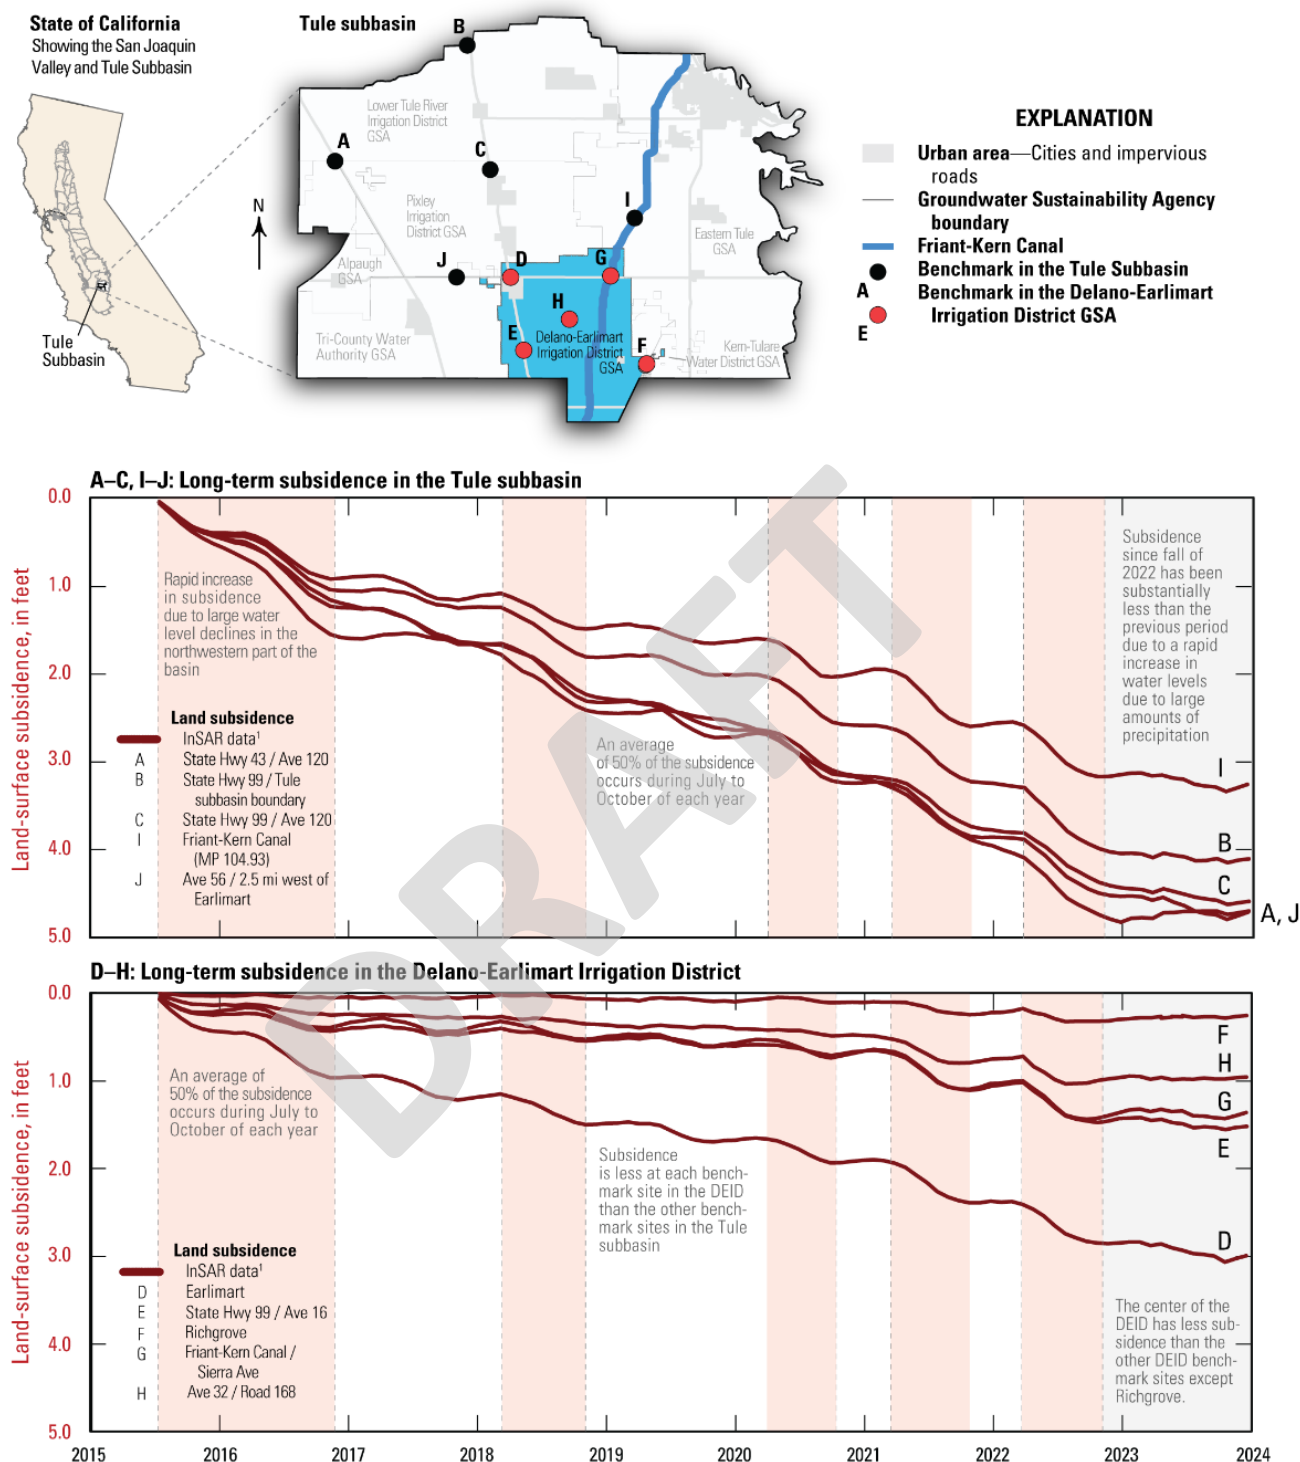 State of California
Showing the San Joaquin
Valley and Tule Subbasin
Tule
Subbasin
Tule subbasin
N
B
A
C
I
J
D
G
H
E
F
Lower Tule River
Irrigation District
GSA
Pixley
Irrigation
District GSA
Eastern Tule
GSA
Alpaugh
GSA
Tri-County Water
Authority GSA
Delano-Earlimart
Irrigation District
GSA
Kern-Tulare
Water District GSA
EXPLANATION
Urban area—Cities and impervious
roads
Groundwater Sustainability Agency
boundary
Friant-Kern Canal
Benchmark in the Tule Subbasin
A
Benchmark in the Delano-Earlimart
Irrigation District GSA
E
A–C, I–J: Long-term subsidence in the Tule subbasin
Land-surface subsidence, in feet
0.0
1.0
2.0
3.0
4.0
5.0
Rapid increase
in subsidence
due to large water
level declines in the
northwestern part of the
basin
Land subsidence
InSAR data¹
A State Hwy 43 / Ave 120
B State Hwy 99 / Tule
subbasin boundary
C State Hwy 99 / Ave 120
I Friant-Kern Canal
(MP 104.93)
J Ave 56 / 2.5 mi west of
Earlimart
An average
of 50% of the subsidence
occurs during July to
October of each year
Subsidence
since fall of
2022 has been
substantially
less than the
previous period
due to a rapid
increase in
water levels
due to large
amounts of
precipitation
I
B
C
A, J
DRAFT
D–H: Long-term subsidence in the Delano-Earlimart Irrigation District
Land-surface subsidence, in feet
0.0
1.0
2.0
3.0
4.0
5.0
An average of
50% of the subsidence
occurs during July to
October of each year
Subsidence
is less at each bench-
mark site in the DEID
than the other bench-
mark sites in the Tule
subbasin
Land subsidence
InSAR data¹
D Earlimart
E State Hwy 99 / Ave 16
F Richgrove
G Friant-Kern Canal /
Sierra Ave
H Ave 32 / Road 168
F
H
G
E
D
The center of the
DEID has less sub-
sidence than the
other DEID bench-
mark sites except
Richgrove.
2015 2016 2017 2018 2019 2020 2021 2022 2023 2024